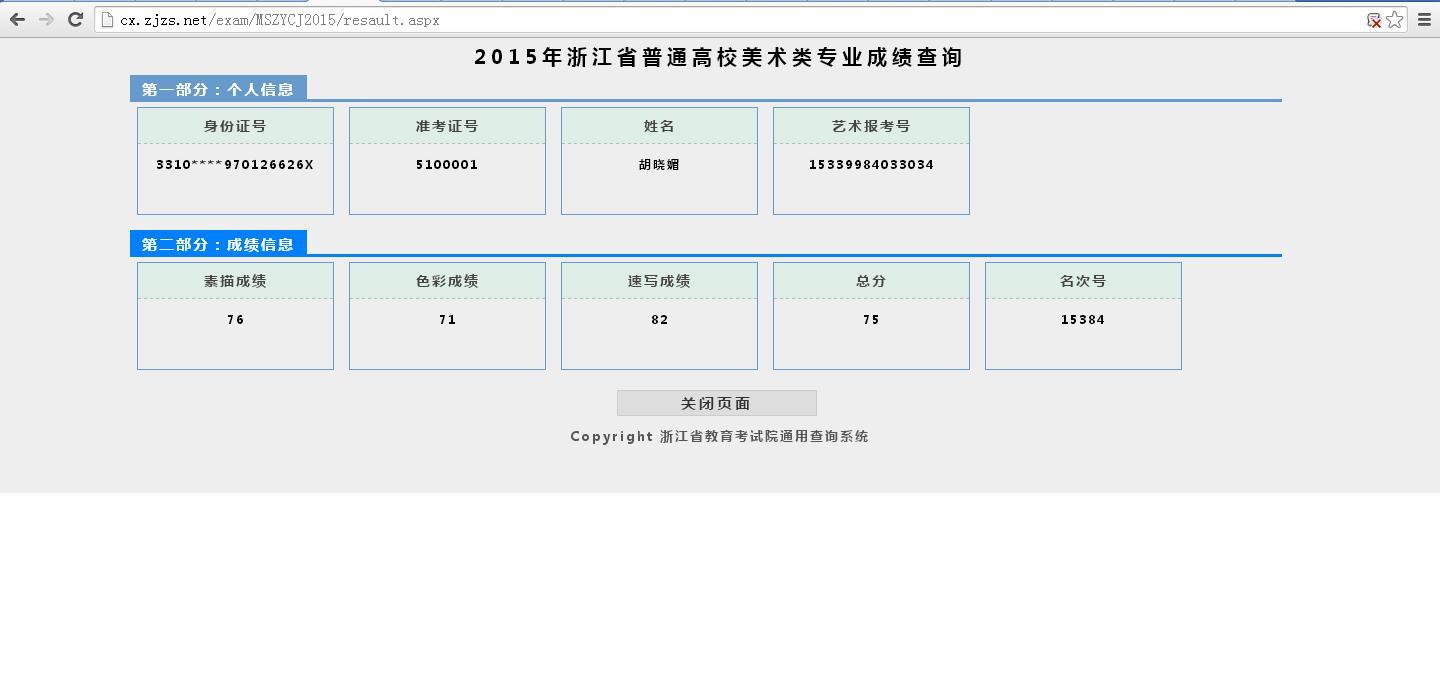 cx.zjzs.net/exam/MSZYCJ2015/resault.aspx
2015年浙江省普通高校美术类专业成绩查询
第一部分：个人信息
身份证号 准考证号 姓名 艺术报考号
3310****970126626X 5100001 胡晓媚 15339984033034
第二部分：成绩信息
素描成绩 色彩成绩 速写成绩 总分 名次号
76 71 82 75 15384
关闭页面
Copyright 浙江省教育考试院通用查询系统